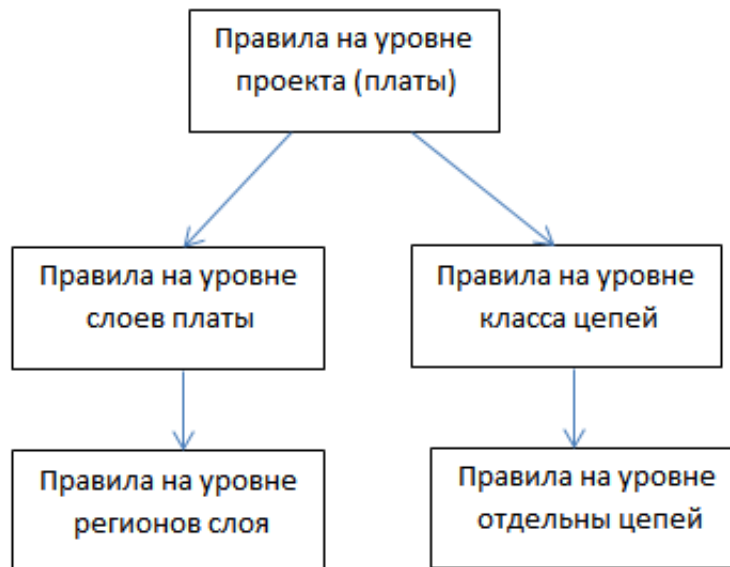 Правила на уровне
проекта (платы)
Правила на уровне
слоев платы
Правила на уровне
класса цепей
Правила на уровне
регионов слоя
Правила на уровне
отдельны цепей